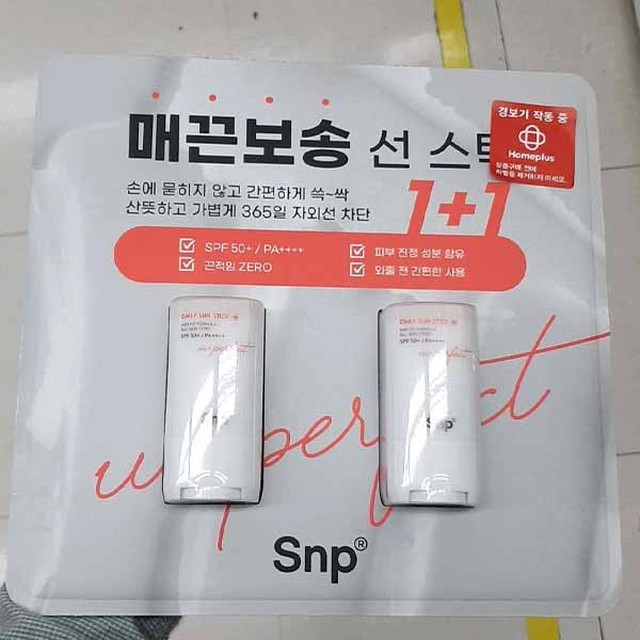 매끈보송 선 스틱
경보기 작동 중
Homeplus
손에 묻히지 않고 간편하게 쓱~싹
산뜻하고 가볍게 365일 자외선 차단
1+1
SPF 50+ / PA++++
피부 진정 성분 함유
끈적임 ZERO
외출 전 간편한 사용
DAILY SUN STICK
SPF 50+ / PA++++
Snp
DAILY SUN STICK
SPF 50+ / PA++++
Snp
u`re perfect
Snp®